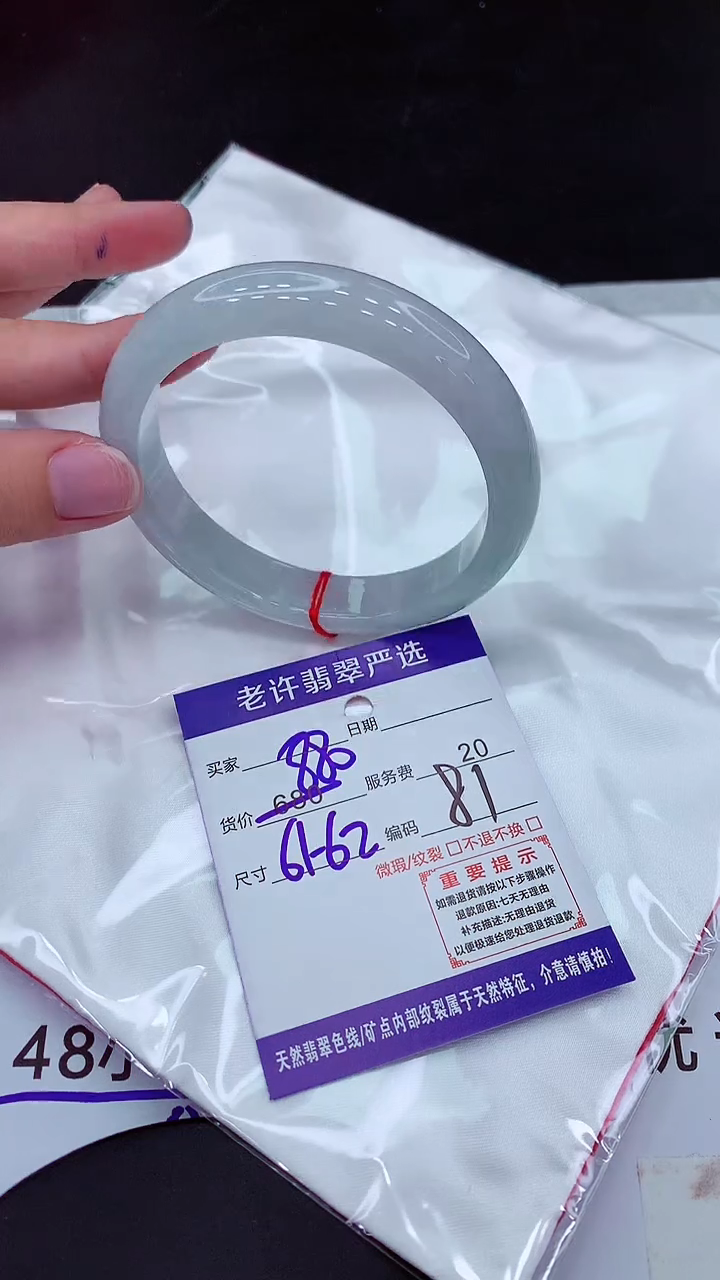 老许翡翠严选
买家 880 日期
货价 680 服务费 20
尺寸 61-62 编码 81
微瑕/纹裂 □不退不换 □
重要提示
如需退货请按以下步骤操作
退款原因:七天无理由
补充描述:无理由退货
以便极速给您处理退货退款
天然翡翠色线/矿点内部纹裂属于天然特征，介意请慎拍!
48小